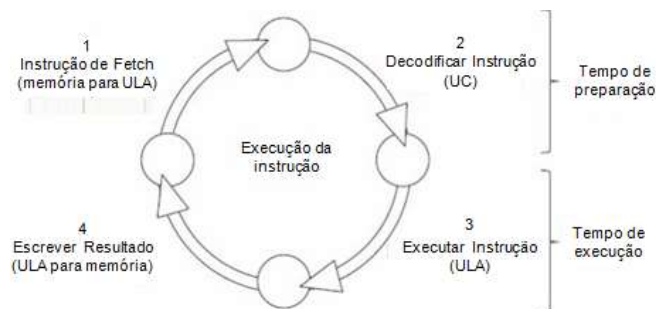 1
Instrução de Fetch
(memória para ULA)
2
Decodificar Instrução
(UC)
Tempo de
preparação
Execução da
instrução
4
Escrever Resultado
(ULA para memória)
3
Executar Instrução
(ULA)
Tempo de
execução